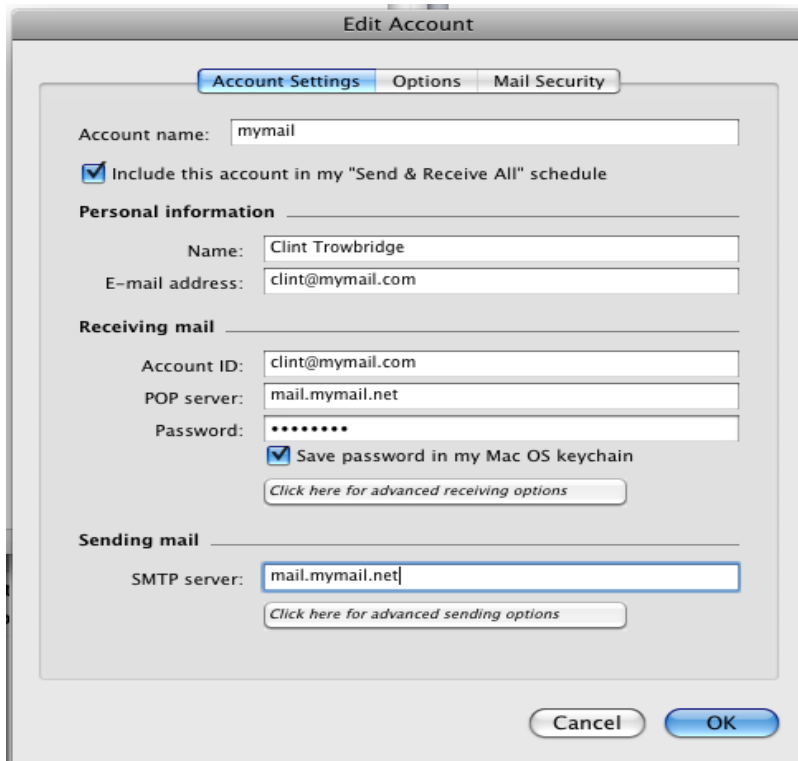 Edit Account
Account Settings Options Mail Security
Account name: mymail
Include this account in my "Send & Receive All" schedule
Personal information
Name: Clint Trowbridge
E-mail address: clint@mymail.com
Receiving mail
Account ID: clint@mymail.com
POP server: mail.mymail.net
Password: ••••••••
Save password in my Mac OS keychain
Click here for advanced receiving options
Sending mail
SMTP server: mail.mymail.net
Click here for advanced sending options
Cancel OK